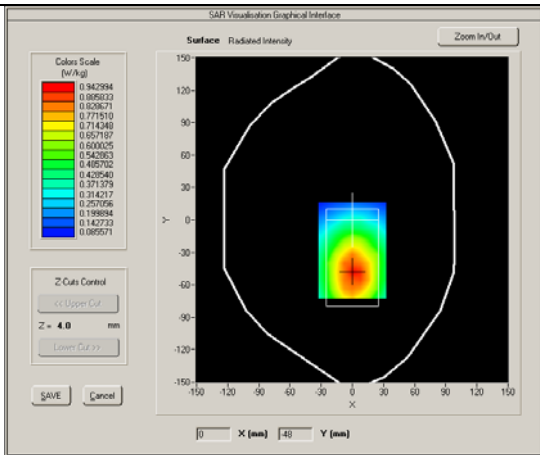 SAR Visualisation Graphical Interface
Surface Radiated Intensity
Zoom In/Out
Colors Scale
(W/kg)
0.942994
0.885833
0.828671
0.771510
0.714348
0.657187
0.600025
0.542863
0.485702
0.428540
0.371379
0.314217
0.257056
0.199894
0.142733
0.085571
Z Cuts Control
<< Upper Cut
Z = 4.0 mm
Lower Cut >>
SAVE Cancel
150
120
90
60
30
Y 0
-30
-60
-90
-120
-150
-150 -120 -90 -60 -30 0 30 60 90 120 150
X
0 X (mm) -48 Y (mm)